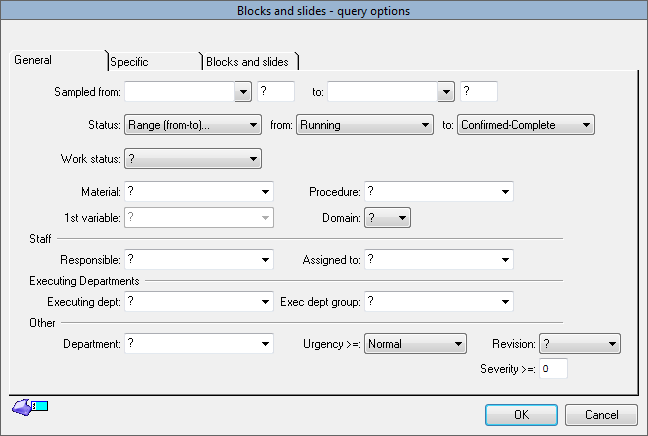 Blocks and slides - query options
General Specific Blocks and slides
Sampled from: ? to: ?
Status: Range (from-to)... from: Running to: Confirmed-Complete
Work status: ?
Material: ? Procedure: ?
1st variable: ? Domain: ?
Staff
Responsible: ? Assigned to: ?
Executing Departments
Executing dept: ? Exec dept group: ?
Other
Department: ? Urgency >=: Normal Revision: ?
Severity >=: 0
OK Cancel